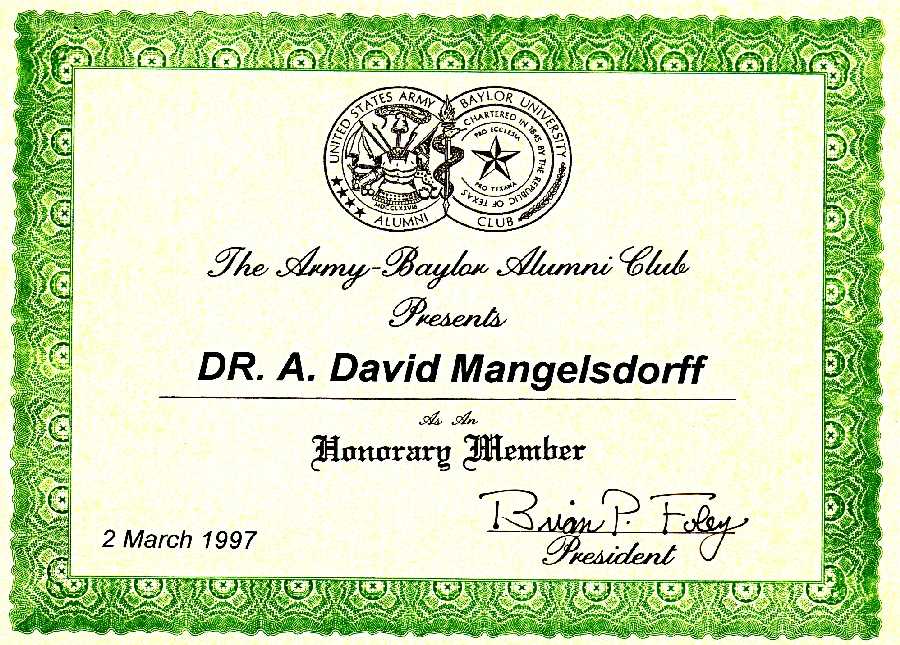 UNITED STATES ARMY
BAYLOR UNIVERSITY
CHARTERED IN 1845 BY THE REPUBLIC OF TEXAS
PRO ECCLESIA
PRO TEXANA
MDCCLXXVIII
ALUMNI
CLUB
The Army-Baylor Alumni Club
Presents
DR. A. David Mangelsdorff
As An
Honorary Member
Brian P. Foley
2 March 1997
President